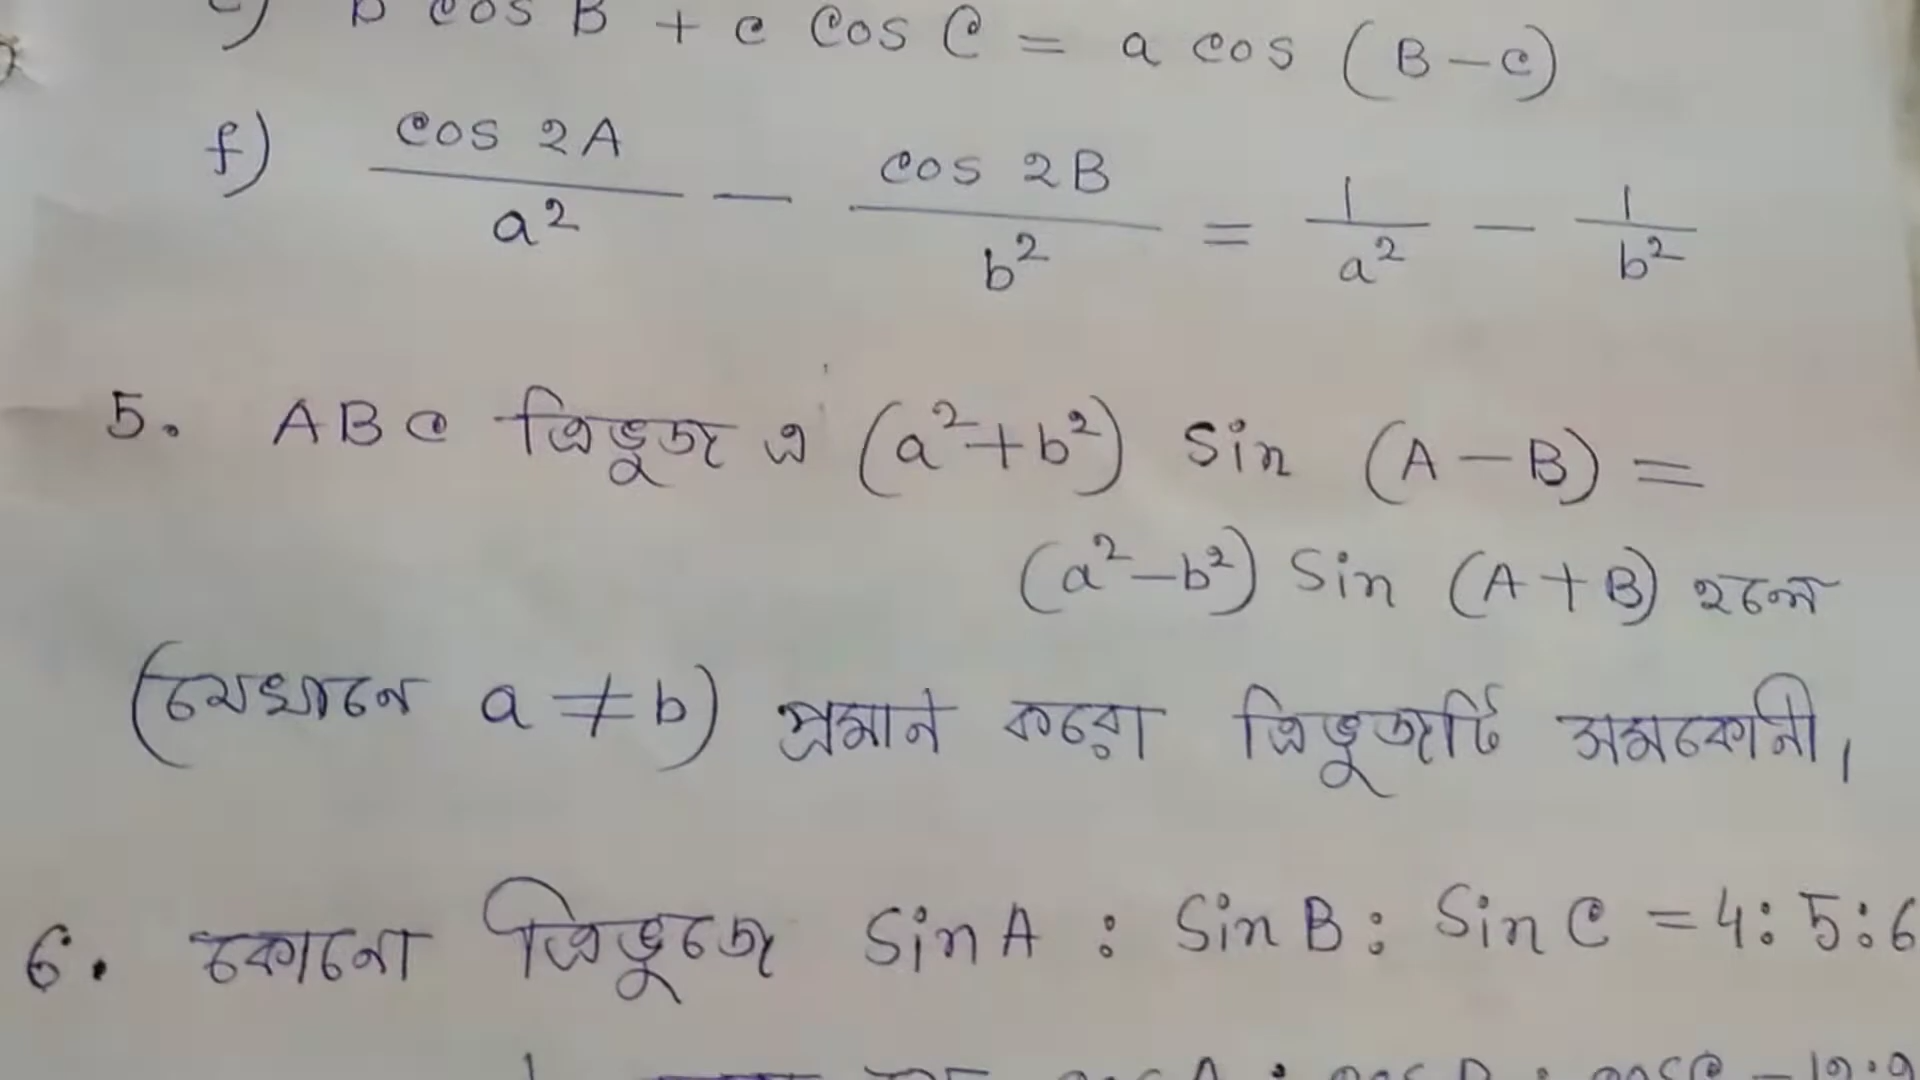 b cos B + c cos C = a cos (B-c)
f) cos 2A / a² - cos 2B / b² = 1/a² - 1/b²
5. ABC ত্রিভুজ এ (a²+b²) Sin (A-B) =
(a²-b²) Sin (A+B) হলে
(যেখানে a ≠ b) প্রমান করো ত্রিভুজটি সমকোনী।
6. কোনো ত্রিভুজে Sin A : Sin B : Sin C = 4:5:6